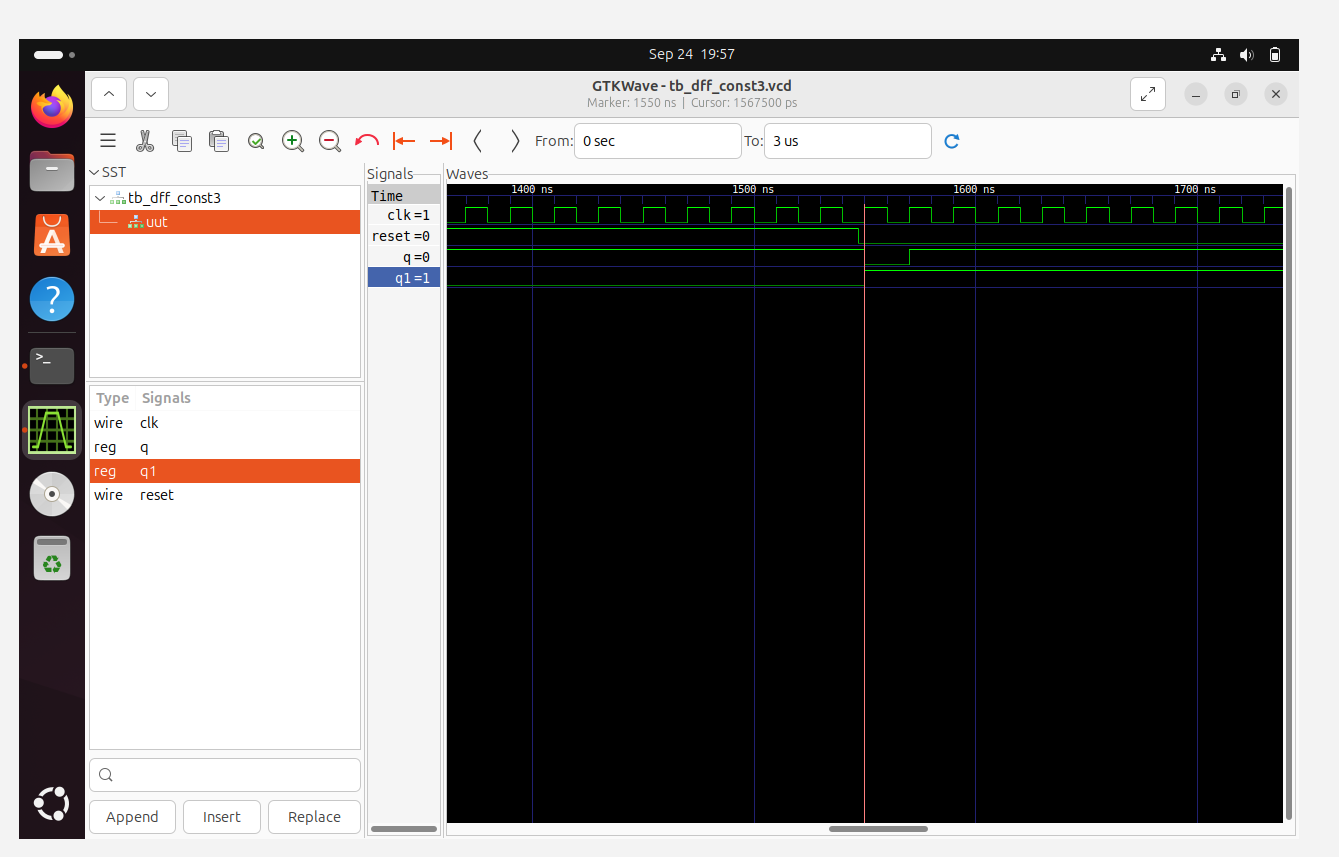 Sep 24 19:57
GTKWave - tb_dff_const3.vcd
Marker: 1550 ns | Cursor: 1567500 ps
From: 0 sec To: 3 us
SST
tb_dff_const3
uut
Type Signals
wire clk
reg q
reg q1
wire reset
Append Insert Replace
Signals
Time
clk=1
reset=0
q=0
q1=1
Waves
1400 ns 1500 ns 1600 ns 1700 ns
A
?
>_